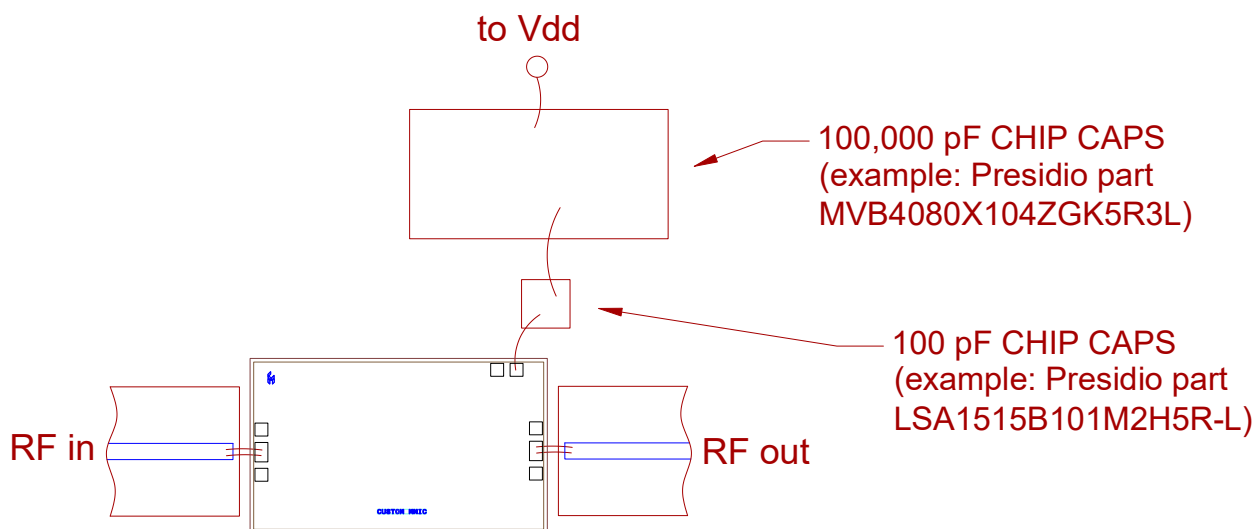 to Vdd
100,000 pF CHIP CAPS
(example: Presidio part
MVB4080X104ZGK5R3L)
100 pF CHIP CAPS
(example: Presidio part
LSA1515B101M2H5R-L)
RF in
RF out
CUSTOM MMIC